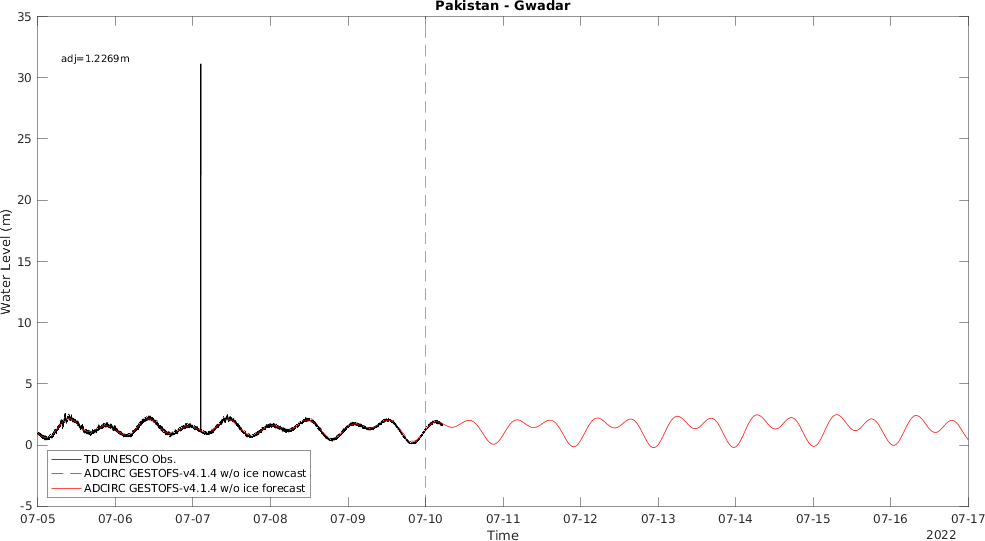 Pakistan - Gwadar
adj=1.2269m
35
30
25
20
15
10
5
0
-5
Water Level (m)
TD UNESCO Obs.
ADCIRC GESTOFS-v4.1.4 w/o ice nowcast
ADCIRC GESTOFS-v4.1.4 w/o ice forecast
07-05 07-06 07-07 07-08 07-09 07-10 07-11 07-12 07-13 07-14 07-15 07-16 07-17
Time
2022